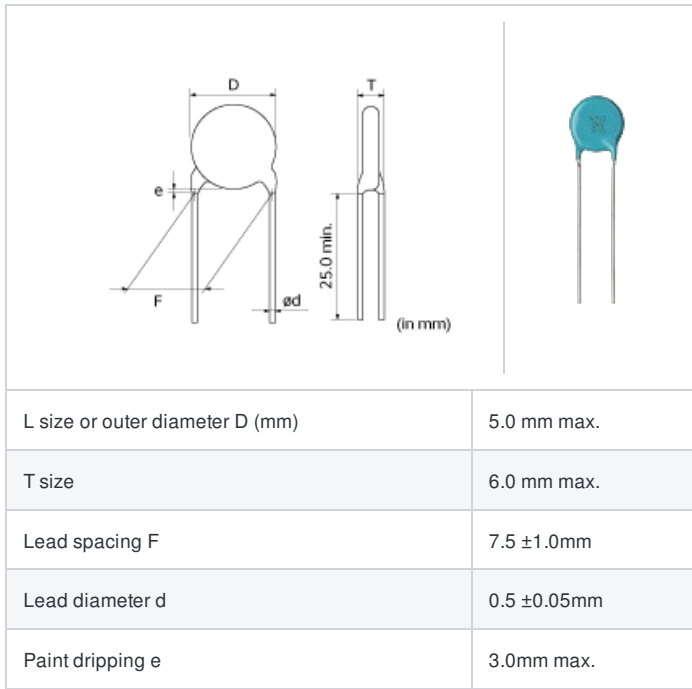 D
T
e
25.0 min.
F
ød
(in mm)
L size or outer diameter D (mm)
5.0 mm max.
T size
6.0 mm max.
Lead spacing F
7.5 ±1.0mm
Lead diameter d
0.5 ±0.05mm
Paint dripping e
3.0mm max.